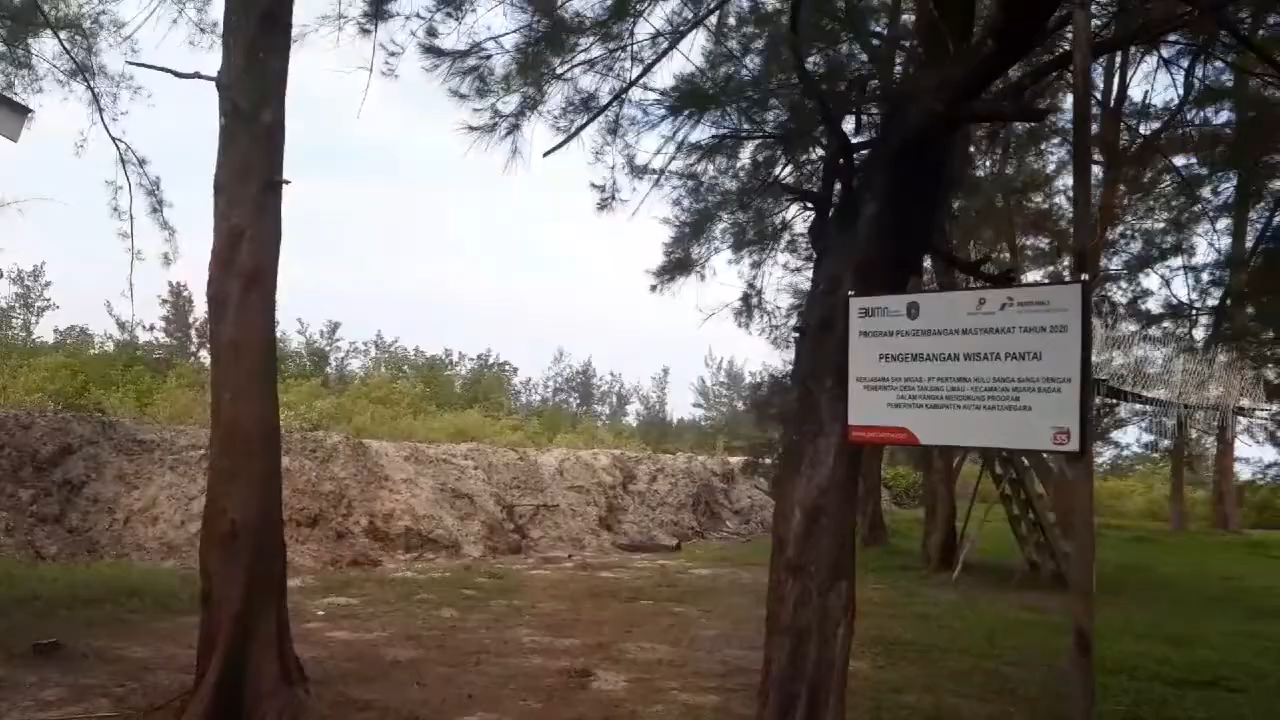 BUMN
PROGRAM PENGEMBANGAN MASYARAKAT TAHUN 2020
PENGEMBANGAN WISATA PANTAI
KERJASAMA SKK MIGAS - PT PERTAMINA HULU SANGA SANGA DENGAN
PEMERINTAH DESA TANJUNG LIMAU - KECAMATAN MUARA BADAK
DALAM RANGKA MENDUKUNG PROGRAM
PEMERINTAH KABUPATEN KUTAI KARTANEGARA